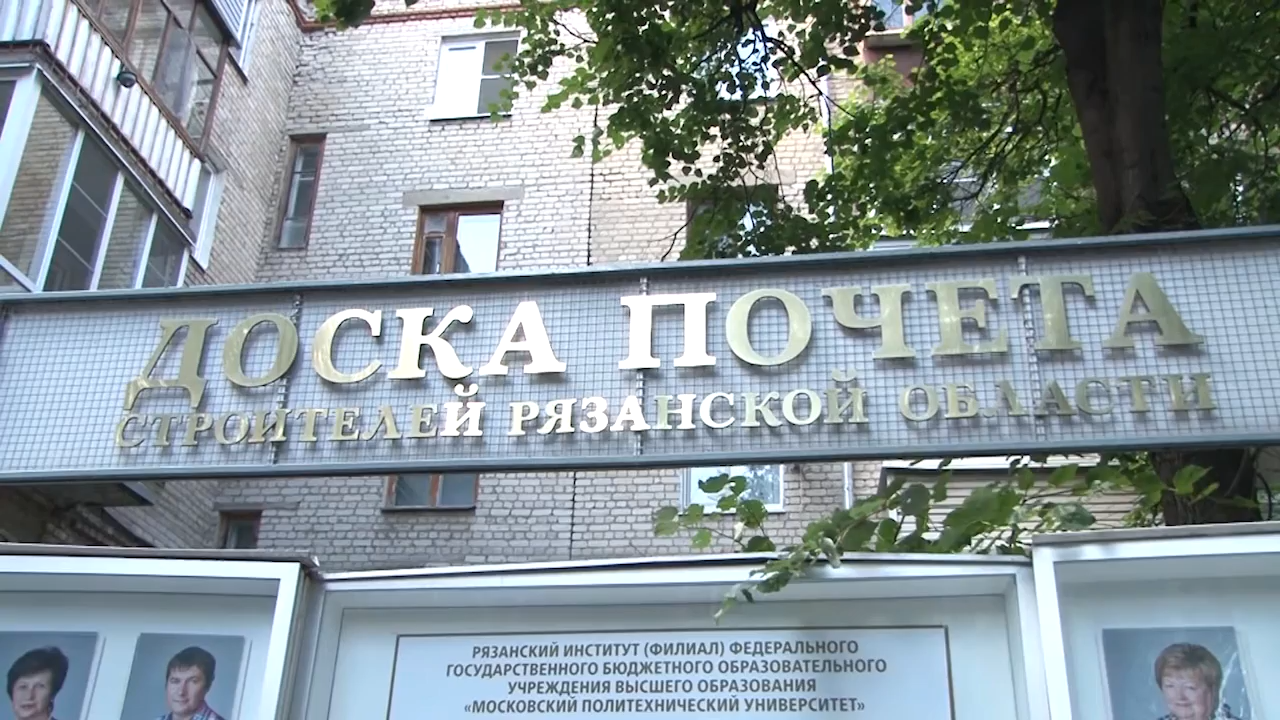 ДОСКА ПОЧЕТА
СТРОИТЕЛЕЙ РЯЗАНСКОЙ ОБЛАСТИ
РЯЗАНСКИЙ ИНСТИТУТ (ФИЛИАЛ) ФЕДЕРАЛЬНОГО
ГОСУДАРСТВЕННОГО БЮДЖЕТНОГО ОБРАЗОВАТЕЛЬНОГО
УЧРЕЖДЕНИЯ ВЫСШЕГО ОБРАЗОВАНИЯ
«МОСКОВСКИЙ ПОЛИТЕХНИЧЕСКИЙ УНИВЕРСИТЕТ»